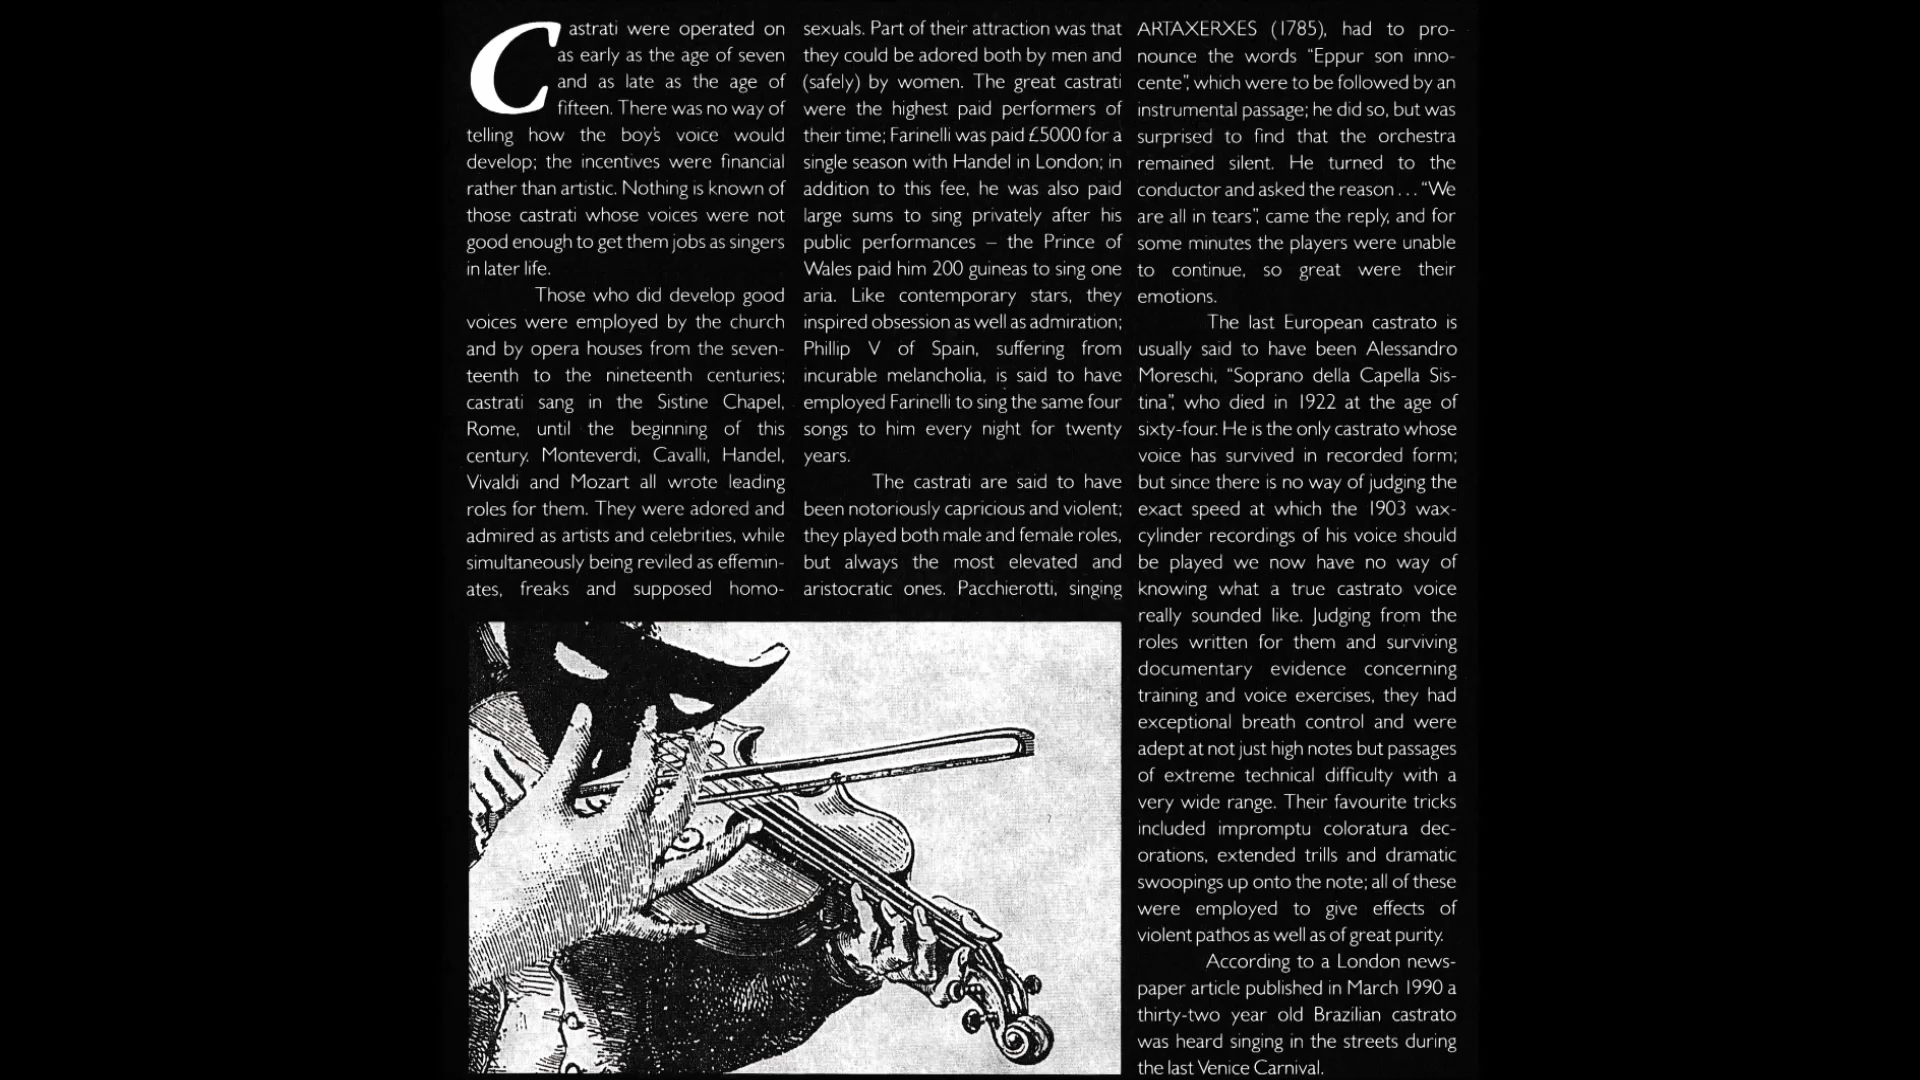 Castrati were operated on
as early as the age of seven
and as late as the age of
fifteen. There was no way of
telling how the boy's voice would
develop; the incentives were financial
rather than artistic. Nothing is known of
those castrati whose voices were not
good enough to get them jobs as singers
in later life.
Those who did develop good
voices were employed by the church
and by opera houses from the seven-
teenth to the nineteenth centuries;
castrati sang in the Sistine Chapel,
Rome, until the beginning of this
century. Monteverdi, Cavalli, Handel,
Vivaldi and Mozart all wrote leading
roles for them. They were adored and
admired as artists and celebrities, while
simultaneously being reviled as effemin-
ates, freaks and supposed homo-
sexuals. Part of their attraction was that
they could be adored both by men and
(safely) by women. The great castrati
were the highest paid performers of
their time; Farinelli was paid £5000 for a
single season with Handel in London; in
addition to this fee, he was also paid
large sums to sing privately after his
public performances – the Prince of
Wales paid him 200 guineas to sing one
aria. Like contemporary stars, they
inspired obsession as well as admiration;
Phillip V of Spain, suffering from
incurable melancholia, is said to have
employed Farinelli to sing the same four
songs to him every night for twenty
years.
The castrati are said to have
been notoriously capricious and violent;
they played both male and female roles,
but always the most elevated and
aristocratic ones. Pacchierotti, singing
ARTAXERXES (1785), had to pro-
nounce the words "Eppur son inno-
cente", which were to be followed by an
instrumental passage; he did so, but was
surprised to find that the orchestra
remained silent. He turned to the
conductor and asked the reason . . . "We
are all in tears", came the reply, and for
some minutes the players were unable
to continue, so great were their
emotions.
The last European castrato is
usually said to have been Alessandro
Moreschi, "Soprano della Capella Sis-
tina", who died in 1922 at the age of
sixty-four. He is the only castrato whose
voice has survived in recorded form;
but since there is no way of judging the
exact speed at which the 1903 wax-
cylinder recordings of his voice should
be played we now have no way of
knowing what a true castrato voice
really sounded like. Judging from the
roles written for them and surviving
documentary evidence concerning
training and voice exercises, they had
exceptional breath control and were
adept at not just high notes but passages
of extreme technical difficulty with a
very wide range. Their favourite tricks
included impromptu coloratura dec-
orations, extended trills and dramatic
swoopings up onto the note; all of these
were employed to give effects of
violent pathos as well as of great purity.
According to a London news-
paper article published in March 1990 a
thirty-two year old Brazilian castrato
was heard singing in the streets during
the last Venice Carnival.